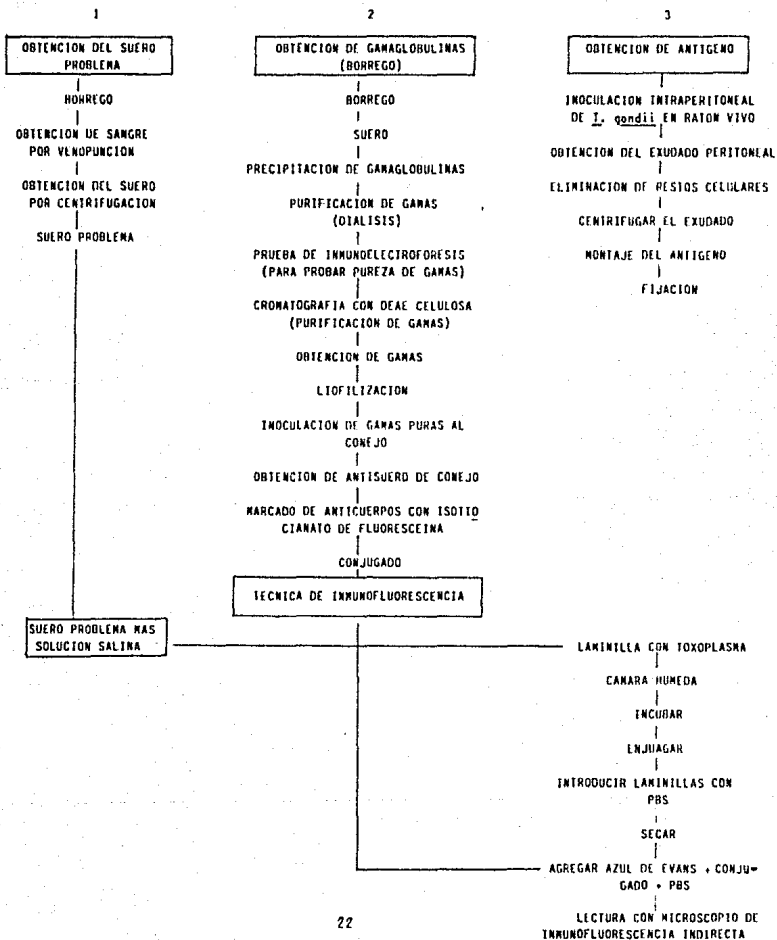 1
2
3
OBTENCION DEL SUERO
PROBLEMA
HORREGO
OBTENCION DE SANGRE
POR VENOPUNCION
OBTENCION DEL SUERO
POR CENTRIFUGACION
SUERO PROBLEMA
SUERO PROBLEMA MAS
SOLUCION SALINA
OBTENCION DE GAMAGLOBULINAS
(BORREGO)
BORREGO
SUERO
PRECIPITACION DE GAMAGLOBULINAS
PURIFICACION DE GAMAS
(DIALISIS)
PRUEBA DE INMUNOELECTROFORESIS
(PARA PROBAR PUREZA DE GAMAS)
CROMATOGRAFIA CON DEAE CELULOSA
(PURIFICACION DE GAMAS)
OBTENCION DE GAMAS
LIOFILIZACION
INOCULACION DE GAMAS PURAS AL
CONEJO
OBTENCION DE ANTISUERO DE CONEJO
MARCADO DE ANTICUERPOS CON ISOTIO
CIANATO DE FLUORESCEINA
CONJUGADO
TECNICA DE INMUNOFLUORESCENCIA
OBTENCION DE ANTIGENO
INOCULACION INTRAPERITONEAL
DE T. gondii EN RATON VIVO
OBTENCION DEL EXUDADO PERITONEAL
ELIMINACION DE RESTOS CELULARES
CENTRIFUGAR EL EXUDADO
MONTAJE DEL ANTIGENO
FIJACION
LAMINILLA CON TOXOPLASMA
CAMARA HUMEDA
INCUBAR
ENJUAGAR
INTRODUCIR LAMINILLAS CON
PBS
SECAR
AGREGAR AZUL DE EVANS + CONJU-
GADO + PBS
LECTURA CON MICROSCOPIO DE
INMUNOFLUORESCENCIA INDIRECTA
22